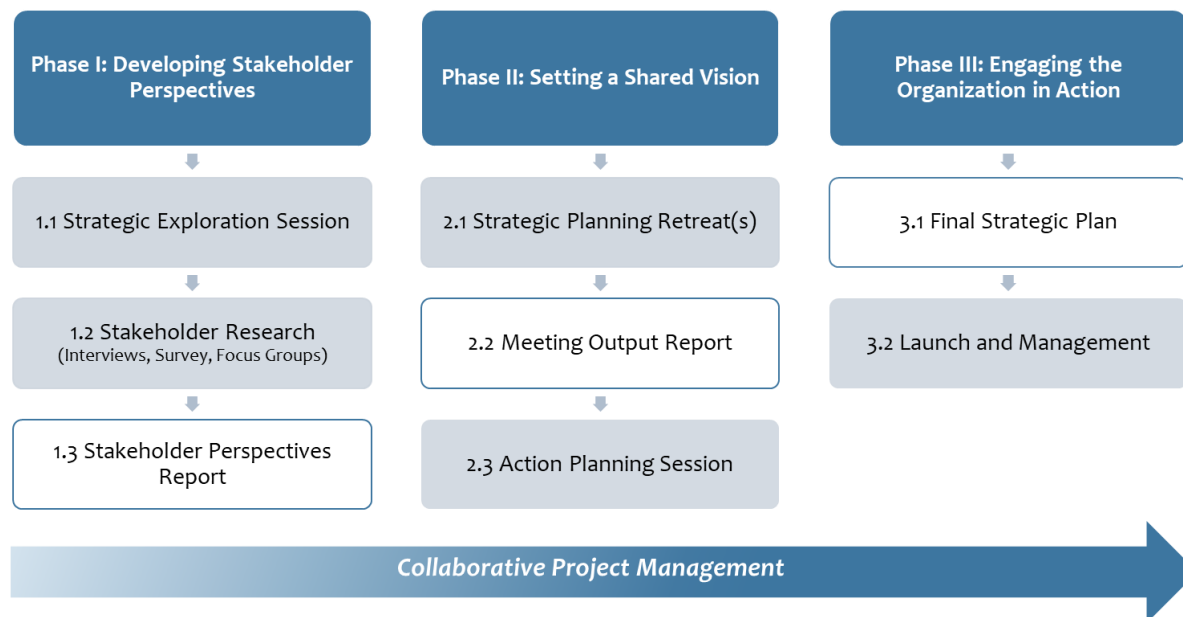 Phase I: Developing Stakeholder
Perspectives
1.1 Strategic Exploration Session
1.2 Stakeholder Research
(Interviews, Survey, Focus Groups)
1.3 Stakeholder Perspectives
Report
Phase II: Setting a Shared Vision
2.1 Strategic Planning Retreat(s)
2.2 Meeting Output Report
2.3 Action Planning Session
Phase III: Engaging the
Organization in Action
3.1 Final Strategic Plan
3.2 Launch and Management
Collaborative Project Management